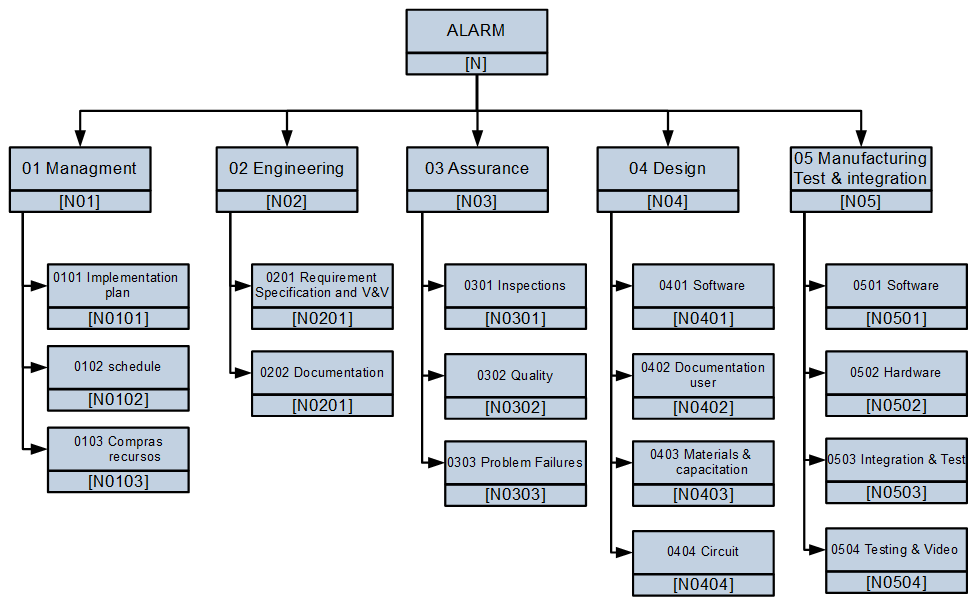 ALARM
[N]
01 Managment
[N01]
02 Engineering
[N02]
03 Assurance
[N03]
04 Design
[N04]
05 Manufacturing
Test & integration
[N05]
0101 Implementation
plan
[N0101]
0102 schedule
[N0102]
0103 Compras
recursos
[N0103]
0201 Requirement
Specification and V&V
[N0201]
0202 Documentation
[N0201]
0301 Inspections
[N0301]
0302 Quality
[N0302]
0303 Problem Failures
[N0303]
0401 Software
[N0401]
0402 Documentation
user
[N0402]
0403 Materials &
capacitation
[N0403]
0404 Circuit
[N0404]
0501 Software
[N0501]
0502 Hardware
[N0502]
0503 Integration & Test
[N0503]
0504 Testing & Video
[N0504]